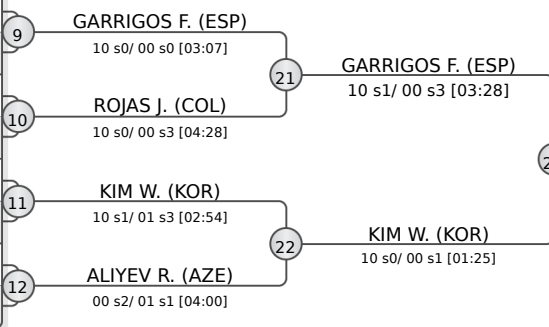 9
GARRIGOS F. (ESP)
10 s0/ 00 s0 [03:07]
21
GARRIGOS F. (ESP)
10 s1/ 00 s3 [03:28]
10
ROJAS J. (COL)
10 s0/ 00 s3 [04:28]
11
KIM W. (KOR)
10 s1/ 01 s3 [02:54]
22
KIM W. (KOR)
10 s0/ 00 s1 [01:25]
12
ALIYEV R. (AZE)
00 s2/ 01 s1 [04:00]